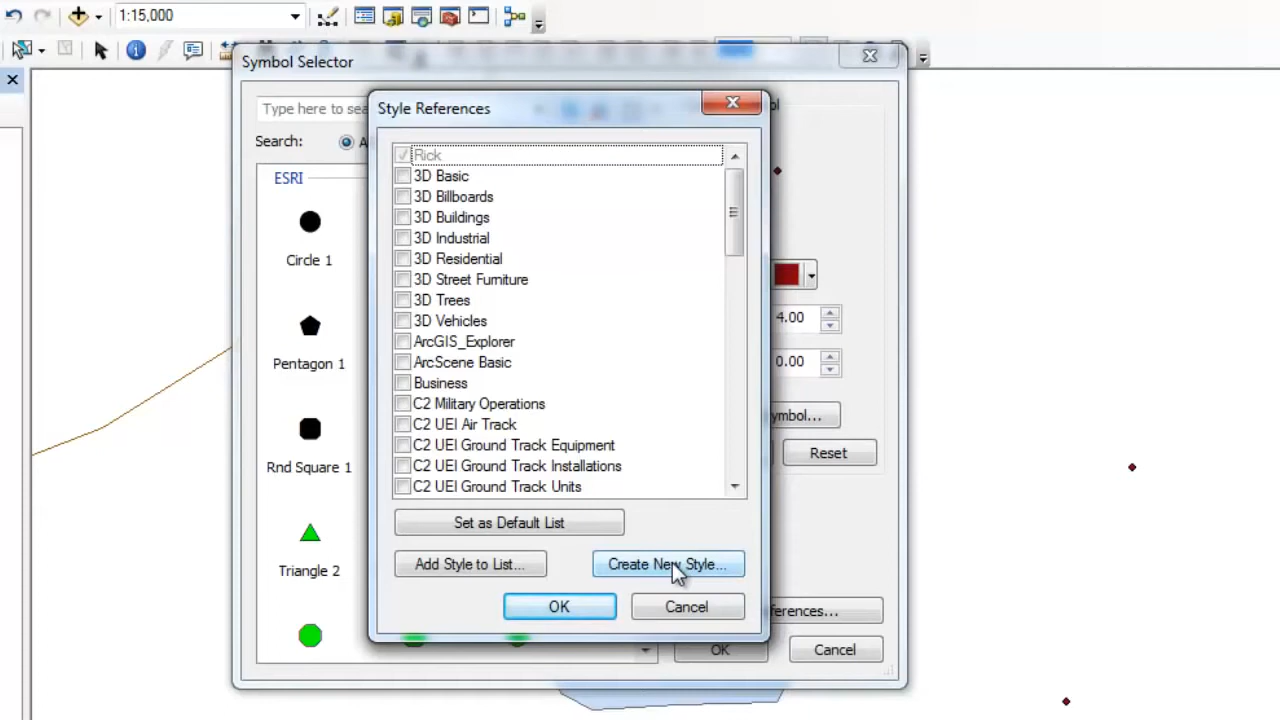 1:15,000
Symbol Selector
Type here to sea
Style References
Search:
ESRI
Circle 1
Pentagon 1
Rnd Square 1
Triangle 2
Rick
3D Basic
3D Billboards
3D Buildings
3D Industrial
3D Residential
3D Street Furniture
3D Trees
3D Vehicles
ArcGIS_Explorer
ArcScene Basic
Business
C2 Military Operations
C2 UEI Air Track
C2 UEI Ground Track Equipment
C2 UEI Ground Track Installations
C2 UEI Ground Track Units
Set as Default List
Add Style to List...
Create New Style...
OK
Cancel
4.00
0.00
ymbol...
Reset
ferences...
OK
Cancel